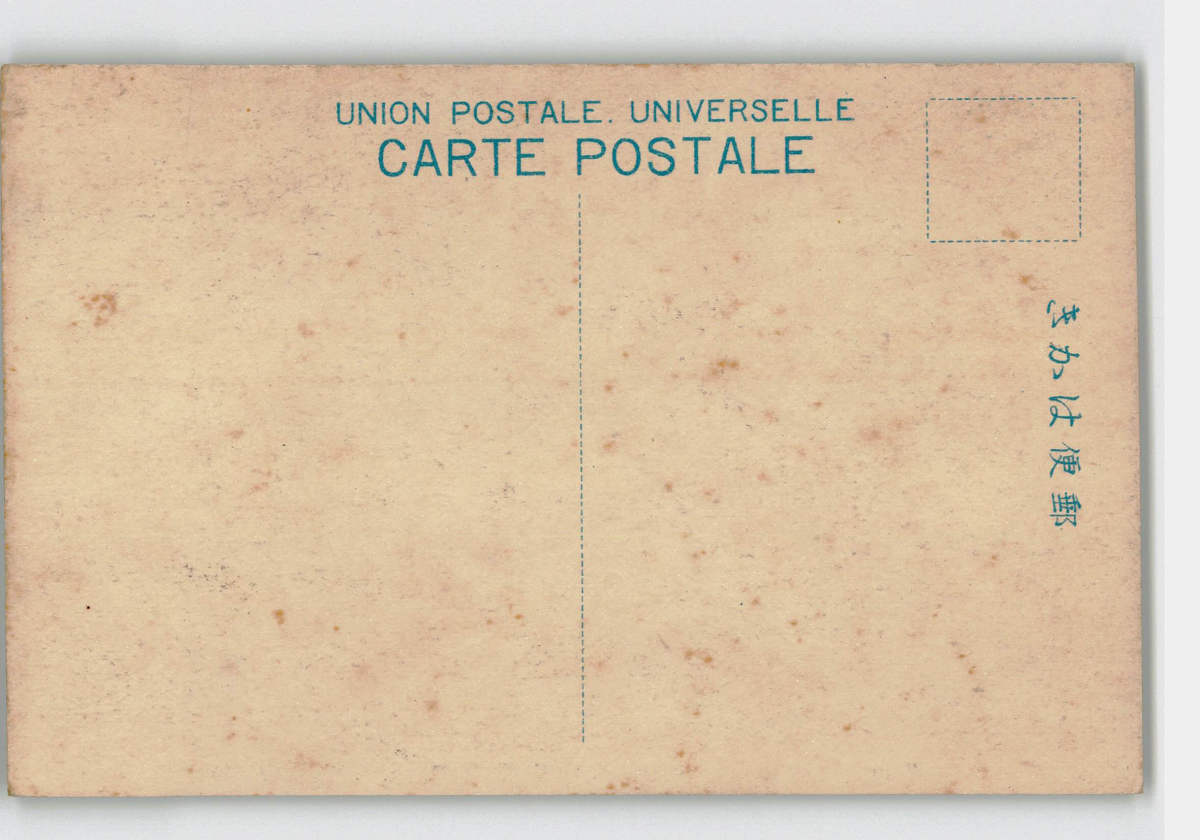 UNION POSTALE. UNIVERSELLE
CARTE POSTALE
きかは便郵